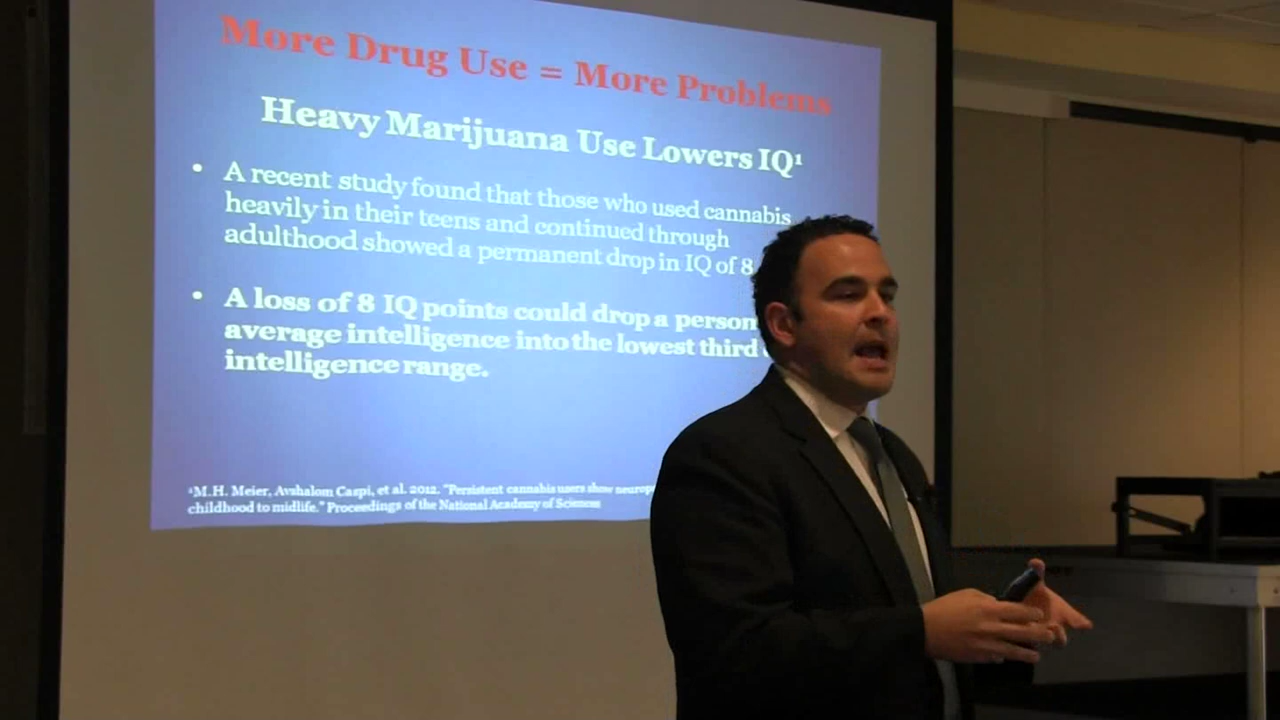 More Drug Use = More Problems
Heavy Marijuana Use Lowers IQ¹
• A recent study found that those who used cannabis
heavily in their teens and continued through
adulthood showed a permanent drop in IQ of 8
• A loss of 8 IQ points could drop a person
average intelligence into the lowest third
intelligence range.
¹M.H. Meier, Avshalom Caspi, et al. 2012. "Persistent cannabis users show
childhood to midlife." Proceedings of the National Academy of Sciences